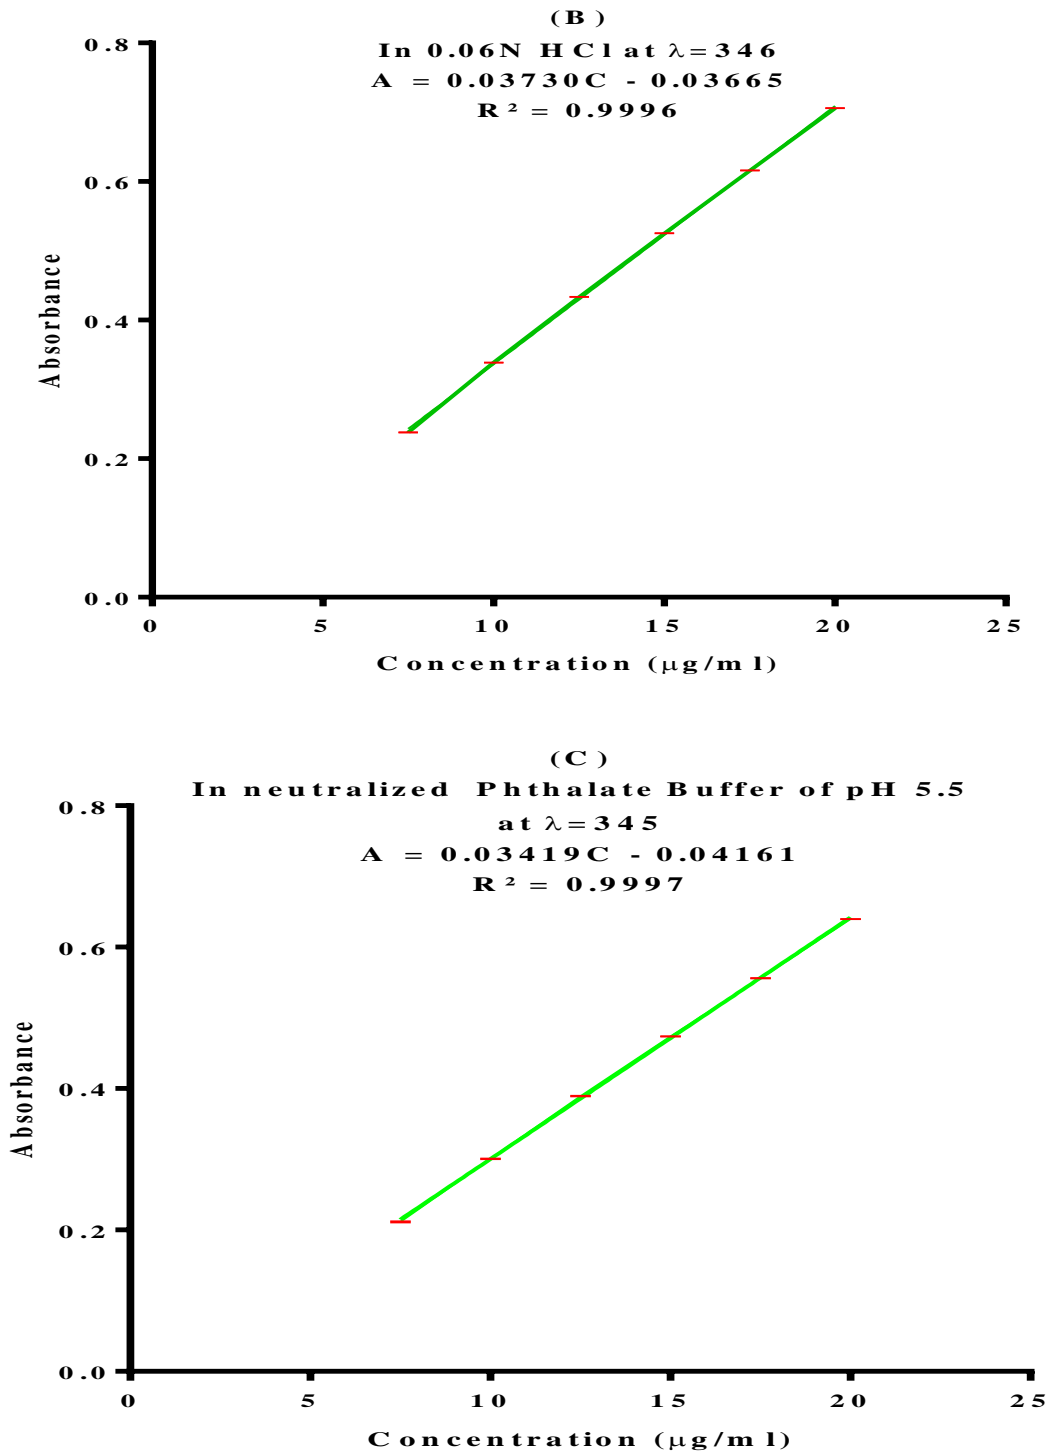 (B)
In 0.06N HCl at λ=346
A = 0.03730C - 0.03665
R² = 0.9996
0.8
0.6
0.4
0.2
0.0
Absorbance
0 5 10 15 20 25
Concentration (µg/ml)
(C)
In neutralized Phthalate Buffer of pH 5.5
at λ=345
A = 0.03419C - 0.04161
R² = 0.9997
0.8
0.6
0.4
0.2
0.0
Absorbance
0 5 10 15 20 25
Concentration (µg/ml)